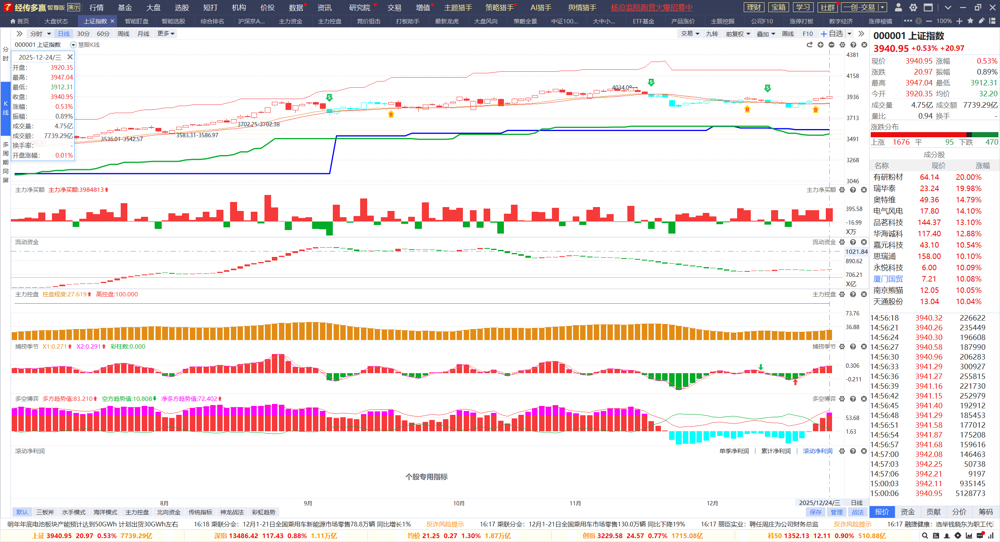 经传多赢 智尊版 演示 行情 基金 大盘 选股 短打 机构 价投 数据 资讯 研究院 交易 增值 主题猎手 策略猎手 AI猎手 舆情猎手 杨总监陪跑营火爆招募中 理财 宝箱 学习 社群 一创-交易
首页 大盘状态 上证指数 智能盯盘 智能选股 综合排名 沪深京A... 主力资金 主力控盘 竞价狙击 打板助手 最新龙虎 大盘风向 策略全景 中证100... 大中小... ETF基金 产品涨价 主题挖掘 公司F10 涨停打板 数字经济 涨停棱镜 100%
分时 日线 30分 60分 周线 月线 更多 交易 九转 前复权 叠加 画线 F10 自选
000001 上证指数 慧眼K线
分时
K线
多周期同屏
2025-12-24/三
开盘: 3920.35
最高: 3947.04
最低: 3912.31
收盘: 3940.95
涨幅: 0.53%
振幅: 0.89%
成交量: 4.75亿
成交额: 7739.29亿
换手率: -
开盘涨幅: 0.01%
4381
4158
3936
3713
3491
3268
3046
S
S
S
B
B
B
4034.08
3702.25-3702.38
3583.31-3586.97
3536.01-3542.57
主力净买额 主力净买额:3984813 主力净买额
395.58
-16.99
X万
流动资金 流动资金
1021.84
890.62
706.21
X亿
主力控盘 控盘程度:27.619 高控盘:100.000 主力控盘
73.76
36.88
捕捞季节 X1:0.271 X2:0.291 彩柱数:0.000 捕捞季节
0.306
-0.211
多空博弈 多方趋势值:83.210 空方趋势值:10.808 净多方趋势值:72.402 多空博弈
53.68
1.63
滚动净利润 单季净利润 累计净利润 滚动净利润
个股专用指标
8月 9月 10月 11月 12月 2025/12/24/三 日线
默认 三板斧 水手模式 海洋模式 主力控盘 北向资金 传统指标 神龙战法 彩虹趋势 保存 管理 战法
000001 上证指数
3940.95 +0.53% +20.97
现价 3940.95 涨幅 0.53%
涨跌 20.97 振幅 0.89%
最高 3947.04 最低 3912.31
今开 3920.35 均价 32.20
成交量 4.75亿 成交额 7739.29亿
量比 0.94 换手 -
涨跌分布
上涨 1676 平 95 下跌 470
成分股
名称 现价 涨幅
有研粉材 64.14 20.00%
瑞华泰 23.24 19.98%
奥特维 49.36 14.79%
电气风电 17.80 14.10%
品茗科技 144.37 13.10%
华海诚科 117.40 12.88%
嘉元科技 43.10 10.54%
思瑞浦 158.00 10.10%
永悦科技 6.00 10.09%
厦门国贸 7.21 10.08%
南京熊猫 12.05 10.05%
天通股份 13.04 10.04%
14:56:18 3940.32 226622
14:56:21 3940.26 235449
14:56:24 3940.30 196608
14:56:27 3940.58 187990
14:56:30 3940.96 206283
14:56:33 3941.29 300927
14:56:36 3941.27 255815
14:56:39 3941.16 221730
14:56:42 3941.15 252979
14:56:45 3941.40 192912
14:56:48 3941.29 185453
14:56:51 3941.58 177012
14:56:54 3941.87 175208
14:56:57 3941.68 159616
14:57:00 3942.08 146463
14:57:03 3942.25 50738
14:57:06 3942.21 9197
15:00:03 3942.11 935145
15:00:06 3940.95 5128773
报价 资金 贡献 分价 筹码
明年年底电池板块产能预计达到50GWh 计划出货30GWh左右 16:18 乘联分会：12月1-21日全国乘用车新能源市场零售78.8万辆 同比增长1% 反诈风险提示 16:17 乘联分会：12月1-21日全国乘用车市场零售130.0万辆 同比下降19% 16:17 丽臣实业：聘任周庄为公司财务总监 反诈风险提示 16:17 融捷健康：选举钱晓东为职工代
上证 3940.95 20.97 0.53% 7739.29亿 深指 13486.42 117.43 0.88% 1.11万亿 均价 21.25 0.27 1.30% 1.87万亿 创指 3229.58 24.57 0.77% 1715.08亿 科50 1352.13 12.11 0.90% 510.88亿